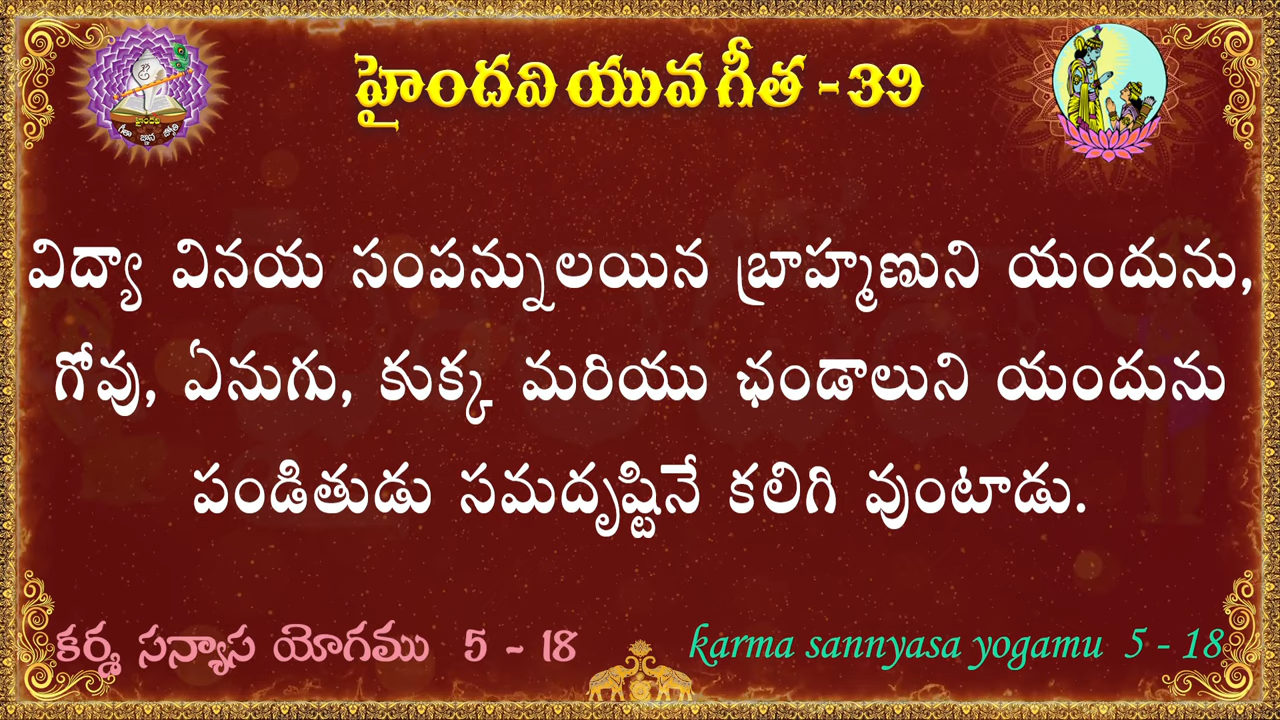 హైందవి యువ గీత - 39
హైందవి
గీతా జ్ఞాన జ్యోతి
విద్యా వినయ సంపన్నులయిన బ్రాహ్మణుని యందును,
గోవు, ఏనుగు, కుక్క మరియు ఛండాలుని యందును
పండితుడు సమదృష్టినే కలిగి వుంటాడు.
కర్మ సన్యాస యోగము 5 - 18
karma sannyasa yogamu 5 - 18